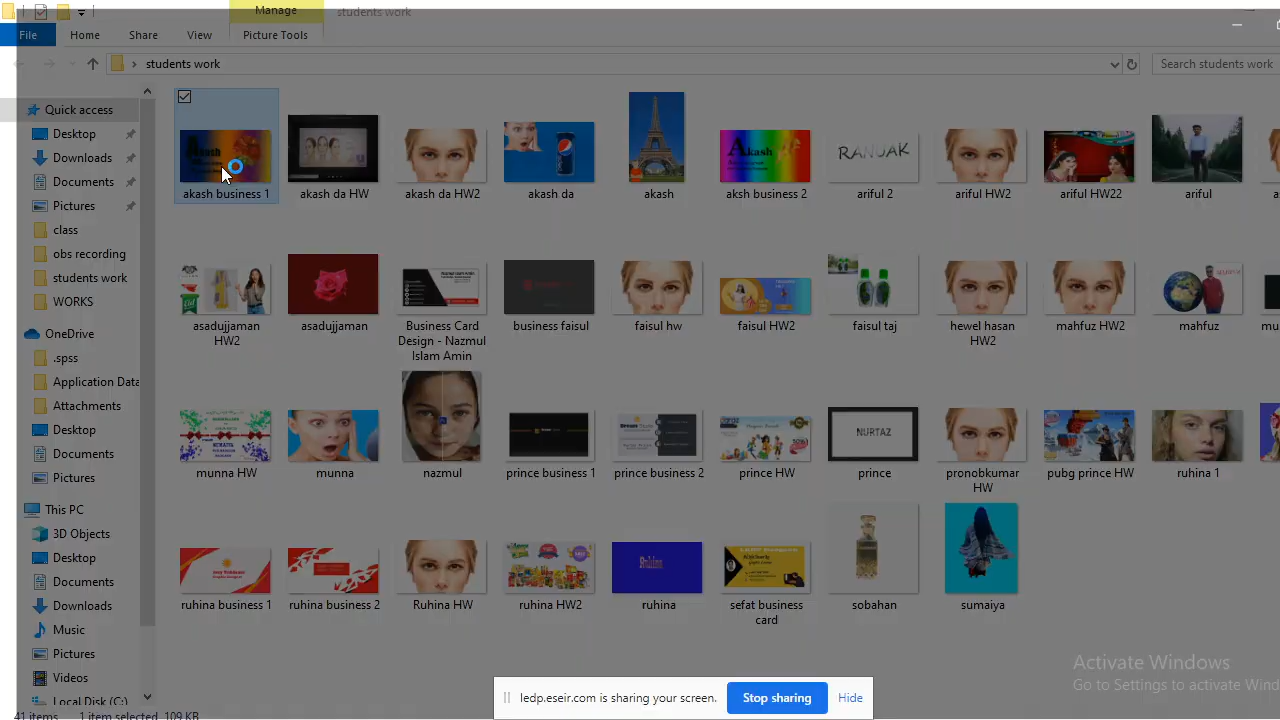 Manage
students work
File
Home
Share
View
Picture Tools
students work
Search students work
Quick access
Desktop
Downloads
Documents
Pictures
class
obs recording
students work
WORKS
OneDrive
.spss
Application Data
Attachments
Desktop
Documents
Pictures
This PC
3D Objects
Desktop
Documents
Downloads
Music
Pictures
Videos
Local Disk (C:)
akash business 1
akash da HW
akash da HW2
akash da
akash
aksh business 2
ariful 2
ariful HW2
ariful HW22
ariful
Akash
Akash
RANUAK
asadujjaman
HW2
asadujjaman
Business Card
Design - Nazmul
Islam Amin
business faisul
faisul hw
faisul HW2
faisul taj
hewel hasan
HW2
mahfuz HW2
mahfuz
munna HW
munna
nazmul
prince business 1
prince business 2
prince HW
NURTAZ
prince
pronobkumar
HW
pubg prince HW
ruhina 1
ruhina business 1
ruhina business 2
Ruhina HW
ruhina HW2
Ruhina
ruhina
sefat business
card
sobahan
sumaiya
Activate Windows
Go to Settings to activate Wind
ledp.eseir.com is sharing your screen.
Stop sharing
Hide
41 items
1 item selected 109 KB